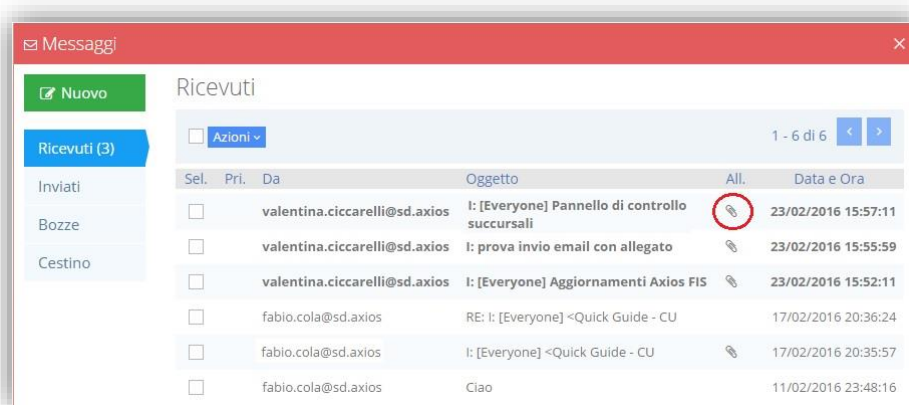 Messaggi
Nuovo
Ricevuti (3)
Inviati
Bozze
Cestino
Ricevuti
Azioni
1 - 6 di 6
Sel. Pri. Da Oggetto All. Data e Ora
valentina.ciccarelli@sd.axios I: [Everyone] Pannello di controllo succursali 23/02/2016 15:57:11
valentina.ciccarelli@sd.axios I: prova invio email con allegato 23/02/2016 15:55:59
valentina.ciccarelli@sd.axios I: [Everyone] Aggiornamenti Axios FIS 23/02/2016 15:52:11
fabio.cola@sd.axios RE: I: [Everyone] <Quick Guide - CU 17/02/2016 20:36:24
fabio.cola@sd.axios I: [Everyone] <Quick Guide - CU 17/02/2016 20:35:57
fabio.cola@sd.axios Ciao 11/02/2016 23:48:16